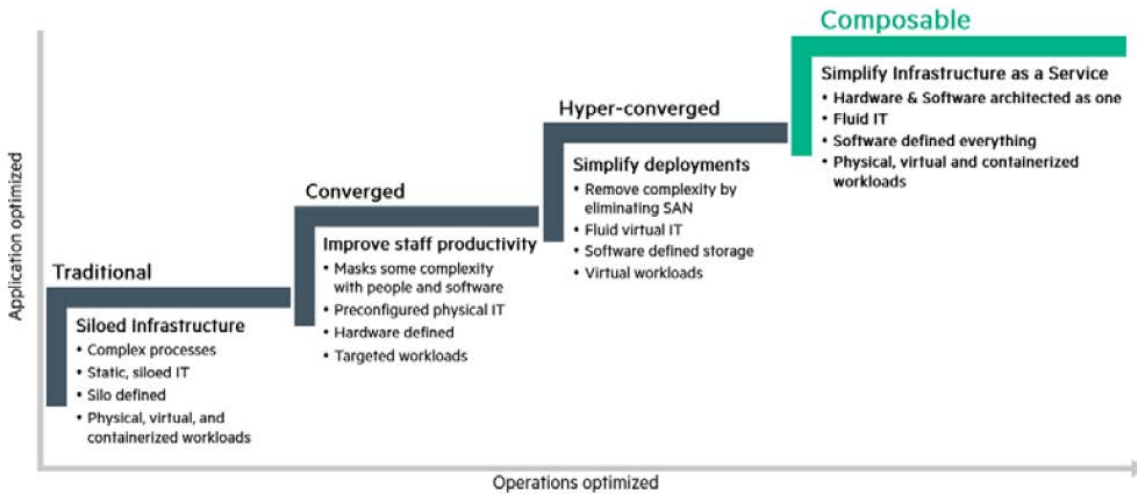 Composable
Simplify Infrastructure as a Service
• Hardware & Software architected as one
• Fluid IT
• Software defined everything
• Physical, virtual and containerized
workloads
Hyper-converged
Simplify deployments
• Remove complexity by
eliminating SAN
• Fluid virtual IT
• Software defined storage
• Virtual workloads
Converged
Improve staff productivity
• Masks some complexity
with people and software
• Preconfigured physical IT
• Hardware defined
• Targeted workloads
Traditional
Siloed Infrastructure
• Complex processes
• Static, siloed IT
• Silo defined
• Physical, virtual, and
containerized workloads
Application optimized
Operations optimized